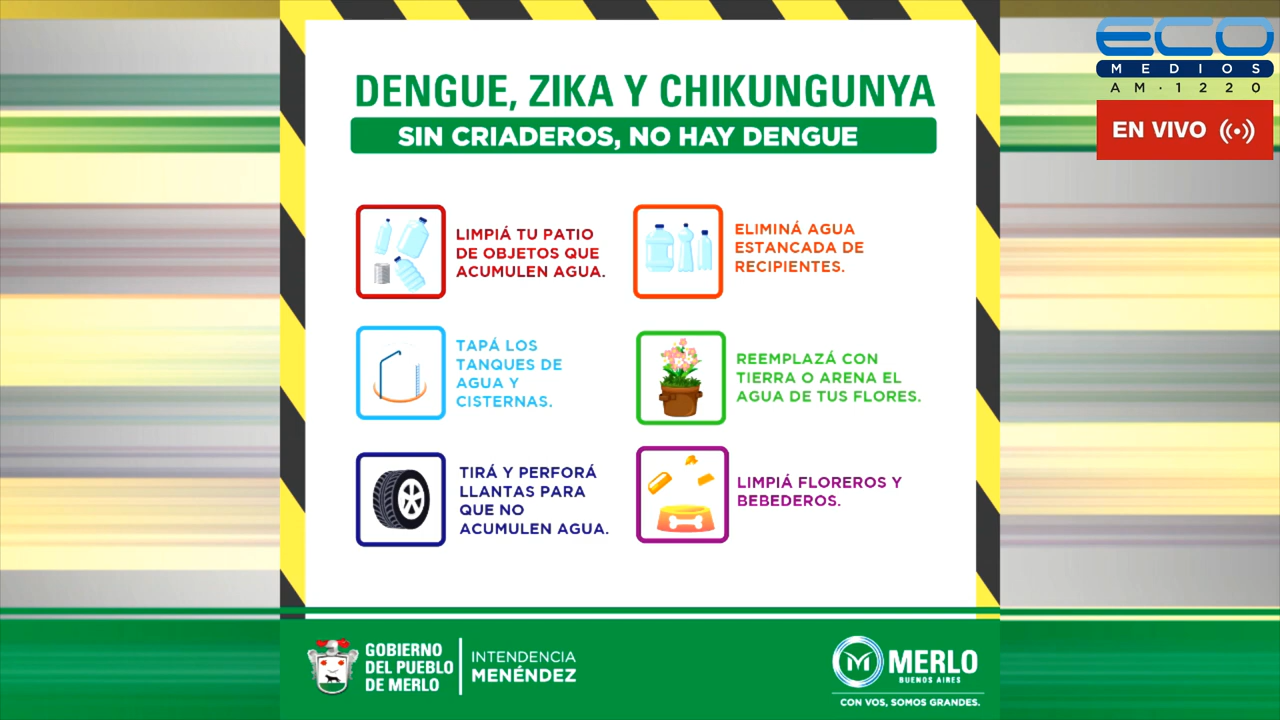 ECO
MEDIOS
AM·1220
EN VIVO
DENGUE, ZIKA Y CHIKUNGUNYA
SIN CRIADEROS, NO HAY DENGUE
LIMPIÁ TU PATIO
DE OBJETOS QUE
ACUMULEN AGUA.
ELIMINÁ AGUA
ESTANCADA DE
RECIPIENTES.
TAPÁ LOS
TANQUES DE
AGUA Y
CISTERNAS.
REEMPLAZÁ CON
TIERRA O ARENA EL
AGUA DE TUS FLORES.
TIRÁ Y PERFORÁ
LLANTAS PARA
QUE NO
ACUMULEN AGUA.
LIMPIÁ FLOREROS Y
BEBEDEROS.
GOBIERNO
DEL PUEBLO
DE MERLO
INTENDENCIA
MENÉNDEZ
MERLO
BUENOS AIRES
CON VOS, SOMOS GRANDES.